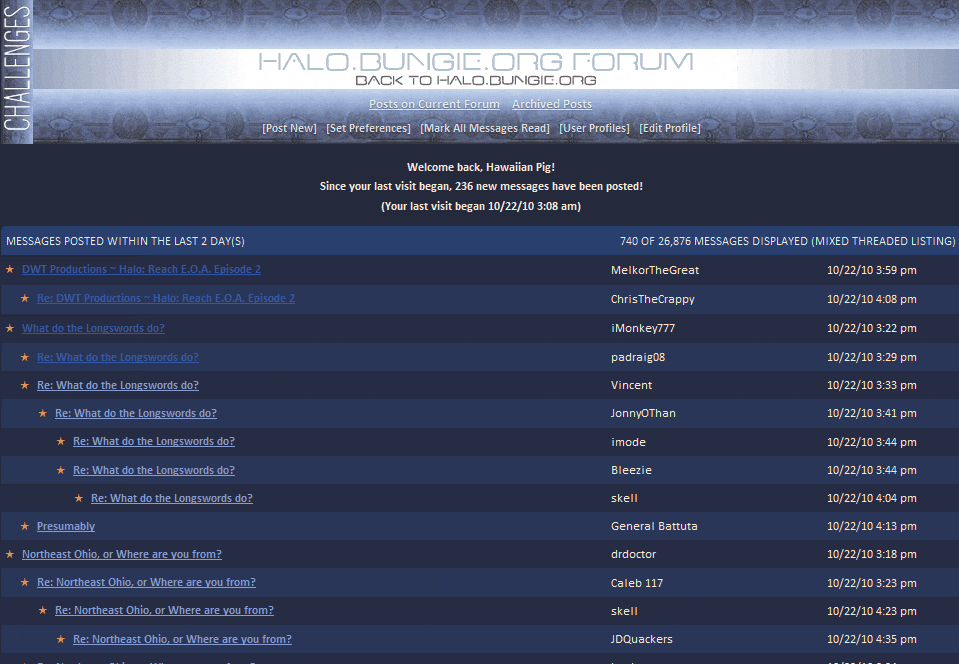 CHALLENGES
HALO.BUNGIE.ORG FORUM
BACK TO HALO.BUNGIE.ORG
Posts on Current Forum Archived Posts
[Post New] [Set Preferences] [Mark All Messages Read] [User Profiles] [Edit Profile]
Welcome back, Hawaiian Pig!
Since your last visit began, 236 new messages have been posted!
(Your last visit began 10/22/10 3:08 am)
MESSAGES POSTED WITHIN THE LAST 2 DAY(S) 740 OF 26,876 MESSAGES DISPLAYED (MIXED THREADED LISTING)
DWT Productions ~ Halo: Reach E.O.A. Episode 2 MelkorTheGreat 10/22/10 3:59 pm
Re: DWT Productions ~ Halo: Reach E.O.A. Episode 2 ChrisTheCrappy 10/22/10 4:08 pm
What do the Longswords do? iMonkey777 10/22/10 3:22 pm
Re: What do the Longswords do? padraig08 10/22/10 3:29 pm
Re: What do the Longswords do? Vincent 10/22/10 3:33 pm
Re: What do the Longswords do? JonnyOThan 10/22/10 3:41 pm
Re: What do the Longswords do? imode 10/22/10 3:44 pm
Re: What do the Longswords do? Bleezie 10/22/10 3:44 pm
Re: What do the Longswords do? skell 10/22/10 4:04 pm
Presumably General Battuta 10/22/10 4:13 pm
Northeast Ohio, or Where are you from? drdoctor 10/22/10 3:18 pm
Re: Northeast Ohio, or Where are you from? Caleb 117 10/22/10 3:23 pm
Re: Northeast Ohio, or Where are you from? skell 10/22/10 4:23 pm
Re: Northeast Ohio, or Where are you from? JDQuackers 10/22/10 4:35 pm